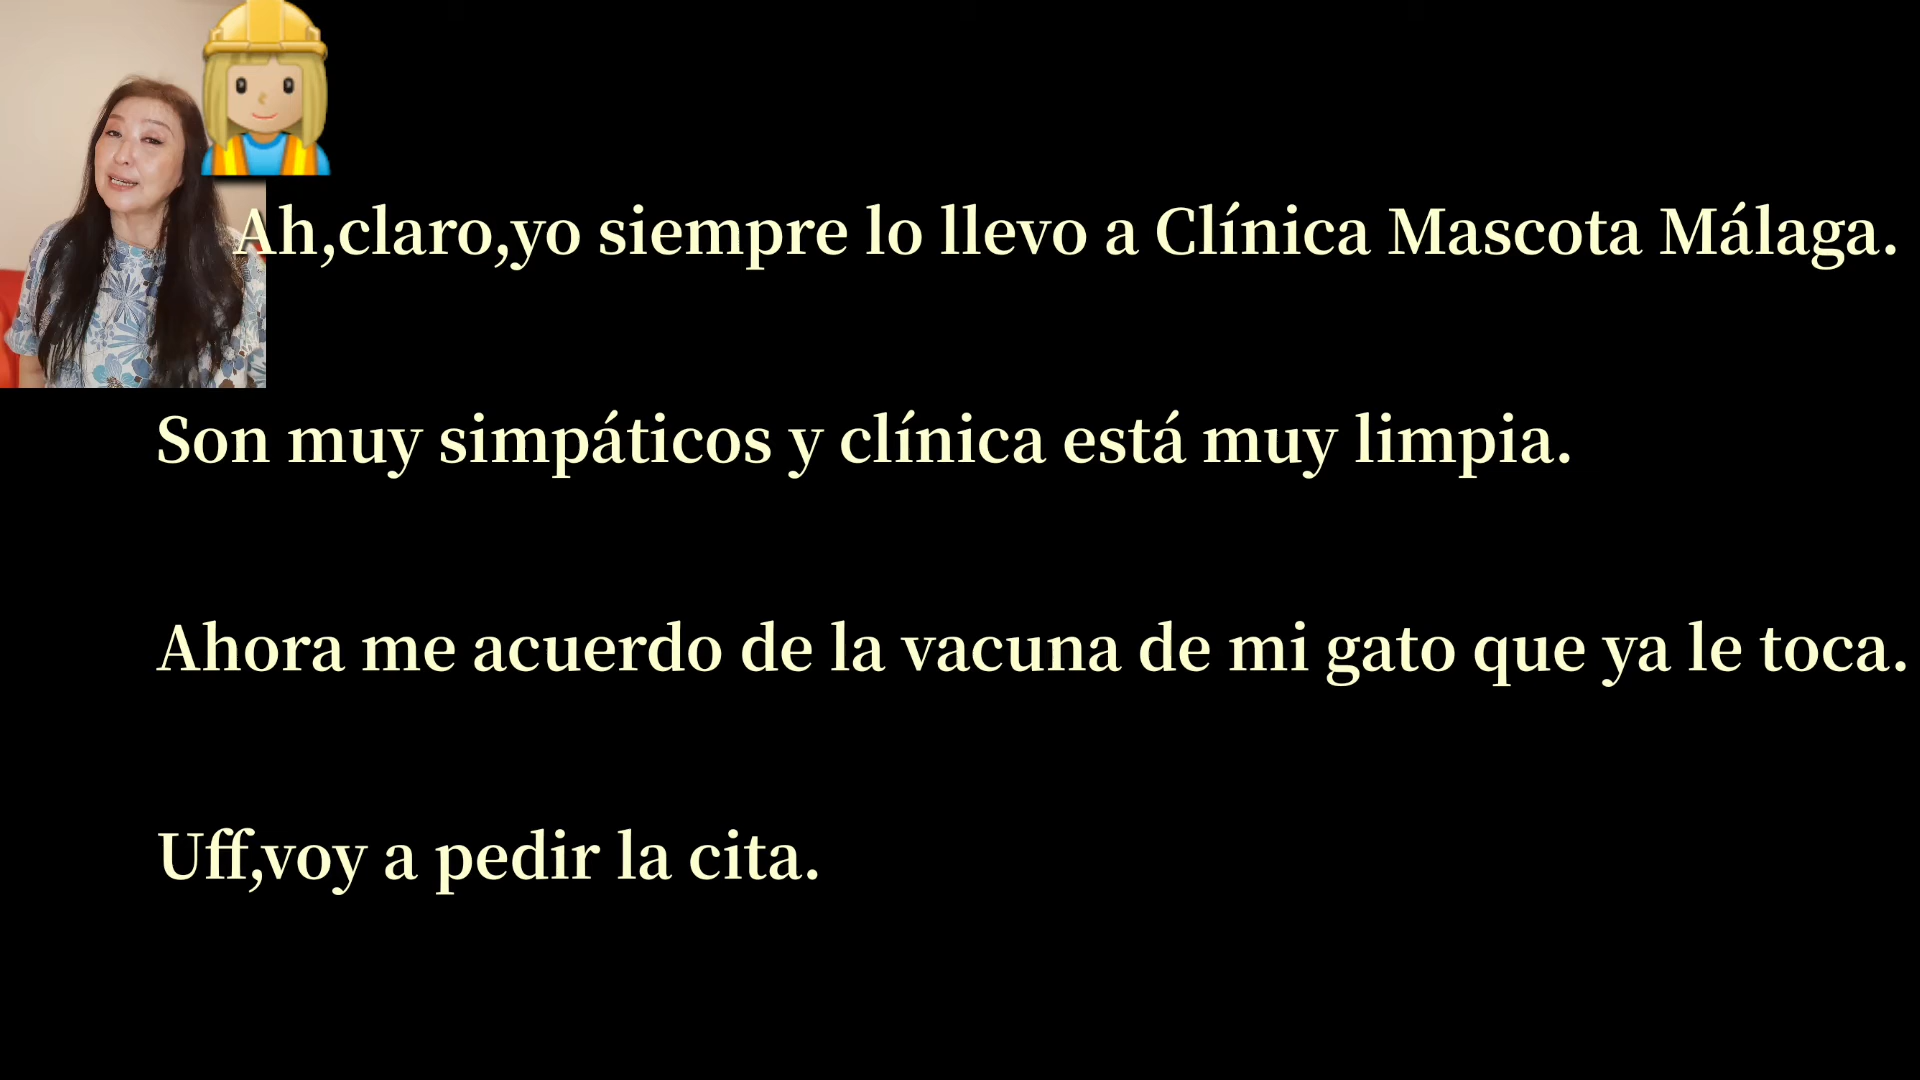 Ah,claro,yo siempre lo llevo a Clínica Mascota Málaga.
Son muy simpáticos y clínica está muy limpia.
Ahora me acuerdo de la vacuna de mi gato que ya le toca.
Uff,voy a pedir la cita.